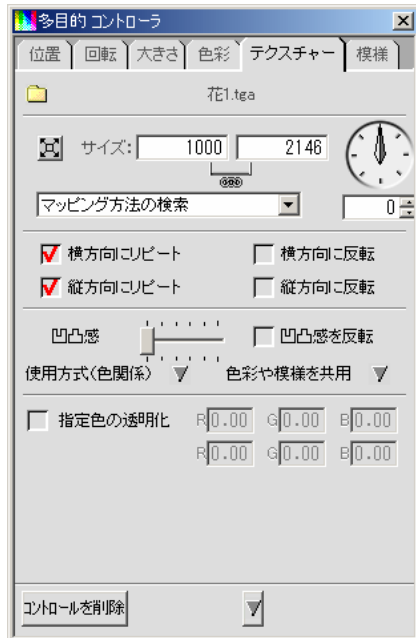 多目的 コントローラ
位置 回転 大きさ 色彩 テクスチャー 模様
花1.tga
サイズ: 1000 2146
マッピング方法の検索 0
横方向にリピート 横方向に反転
縦方向にリピート 縦方向に反転
凹凸感 凹凸感を反転
使用方式(色関係) 色彩や模様を共用
指定色の透明化 R 0.00 G 0.00 B 0.00
R 0.00 G 0.00 B 0.00
コントロールを削除